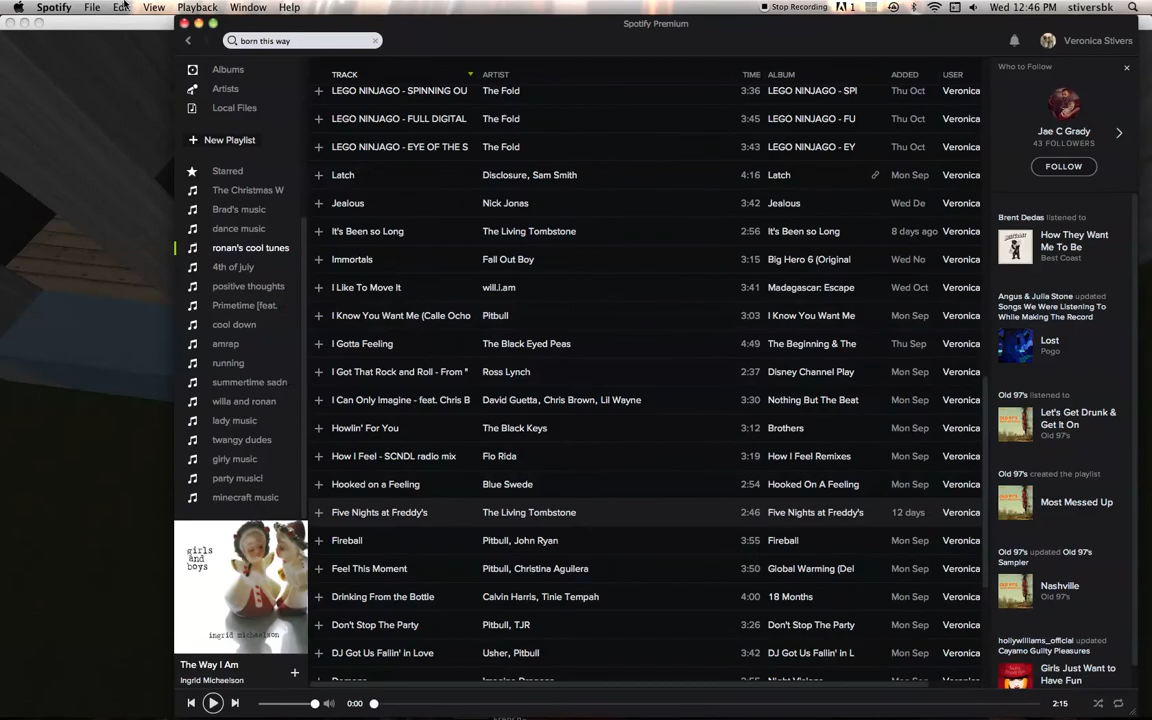 Spotify File Edit View Playback Window Help
Stop Recording 1 Wed 12:46 PM stiversbk
Spotify Premium
born this way
Veronica Stivers
Albums
Artists
Local Files
New Playlist
Starred
The Christmas W
Brad's music
dance music
ronan's cool tunes
4th of july
positive thoughts
Primetime [feat.
cool down
amrap
running
summertime sadn
willa and ronan
lady music
twangy dudes
girly music
party music!
minecraft music
girls
and
boys
ingrid michaelson
The Way I Am
Ingrid Michaelson
TRACK ARTIST TIME ALBUM ADDED USER
LEGO NINJAGO - SPINNING OU The Fold 3:36 LEGO NINJAGO - SPI Thu Oct Veronica
LEGO NINJAGO - FULL DIGITAL The Fold 3:45 LEGO NINJAGO - FU Thu Oct Veronica
LEGO NINJAGO - EYE OF THE S The Fold 3:43 LEGO NINJAGO - EY Thu Oct Veronica
Latch Disclosure, Sam Smith 4:16 Latch Mon Sep Veronica
Jealous Nick Jonas 3:42 Jealous Wed De Veronica
It's Been so Long The Living Tombstone 2:56 It's Been so Long 8 days ago Veronica
Immortals Fall Out Boy 3:15 Big Hero 6 (Original Wed No Veronica
I Like To Move It will.i.am 3:41 Madagascar: Escape Wed Oct Veronica
I Know You Want Me (Calle Ocho Pitbull 3:03 I Know You Want Me Mon Sep Veronica
I Gotta Feeling The Black Eyed Peas 4:49 The Beginning & The Thu Sep Veronica
I Got That Rock and Roll - From " Ross Lynch 2:37 Disney Channel Play Mon Sep Veronica
I Can Only Imagine - feat. Chris B David Guetta, Chris Brown, Lil Wayne 3:30 Nothing But The Beat Mon Sep Veronica
Howlin' For You The Black Keys 3:12 Brothers Mon Sep Veronica
How I Feel - SCNDL radio mix Flo Rida 3:19 How I Feel Remixes Mon Sep Veronica
Hooked on a Feeling Blue Swede 2:54 Hooked On A Feeling Mon Sep Veronica
Five Nights at Freddy's The Living Tombstone 2:46 Five Nights at Freddy's 12 days Veronica
Fireball Pitbull, John Ryan 3:55 Fireball Mon Sep Veronica
Feel This Moment Pitbull, Christina Aguilera 3:50 Global Warming (Del Mon Sep Veronica
Drinking From the Bottle Calvin Harris, Tinie Tempah 4:00 18 Months Mon Sep Veronica
Don't Stop The Party Pitbull, TJR 3:26 Don't Stop The Party Mon Sep Veronica
DJ Got Us Fallin' in Love Usher, Pitbull DJ Got Us Fallin' in L Mon Sep Veronica
Demons Imagine Dragons Night Visions
Who to Follow
Jae C Grady
43 FOLLOWERS
FOLLOW
Brent Dedas listened to
How They Want
Me To Be
Best Coast
Angus & Julia Stone updated
Songs We Were Listening To
While Making The Record
Lost
Pogo
Old 97's listened to
Let's Get Drunk &
Get It On
Old 97's
Old 97's created the playlist
Most Messed Up
Old 97's updated Old 97's
Sampler
Nashville
Old 97's
hollywilliams_official updated
Cayamo Guilty Pleasures
Girls Just Want to
Have Fun
0:00 2:15